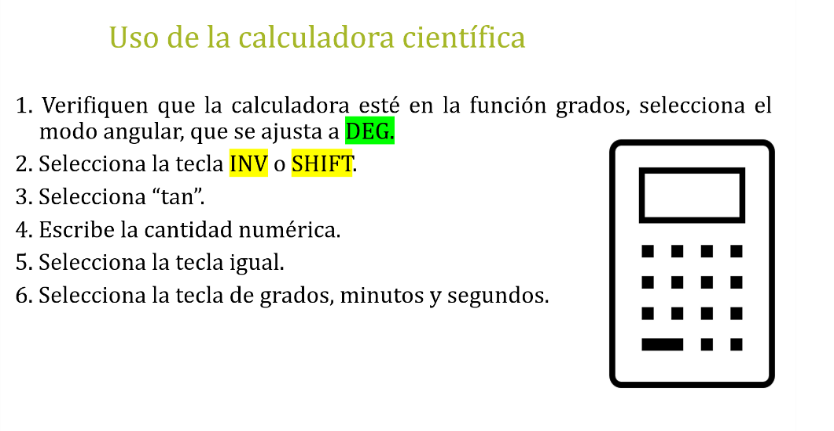 Uso de la calculadora científica
1. Verifiquen que la calculadora esté en la función grados, selecciona el
modo angular, que se ajusta a DEG.
2. Selecciona la tecla INV o SHIFT.
3. Selecciona “tan”.
4. Escribe la cantidad numérica.
5. Selecciona la tecla igual.
6. Selecciona la tecla de grados, minutos y segundos.